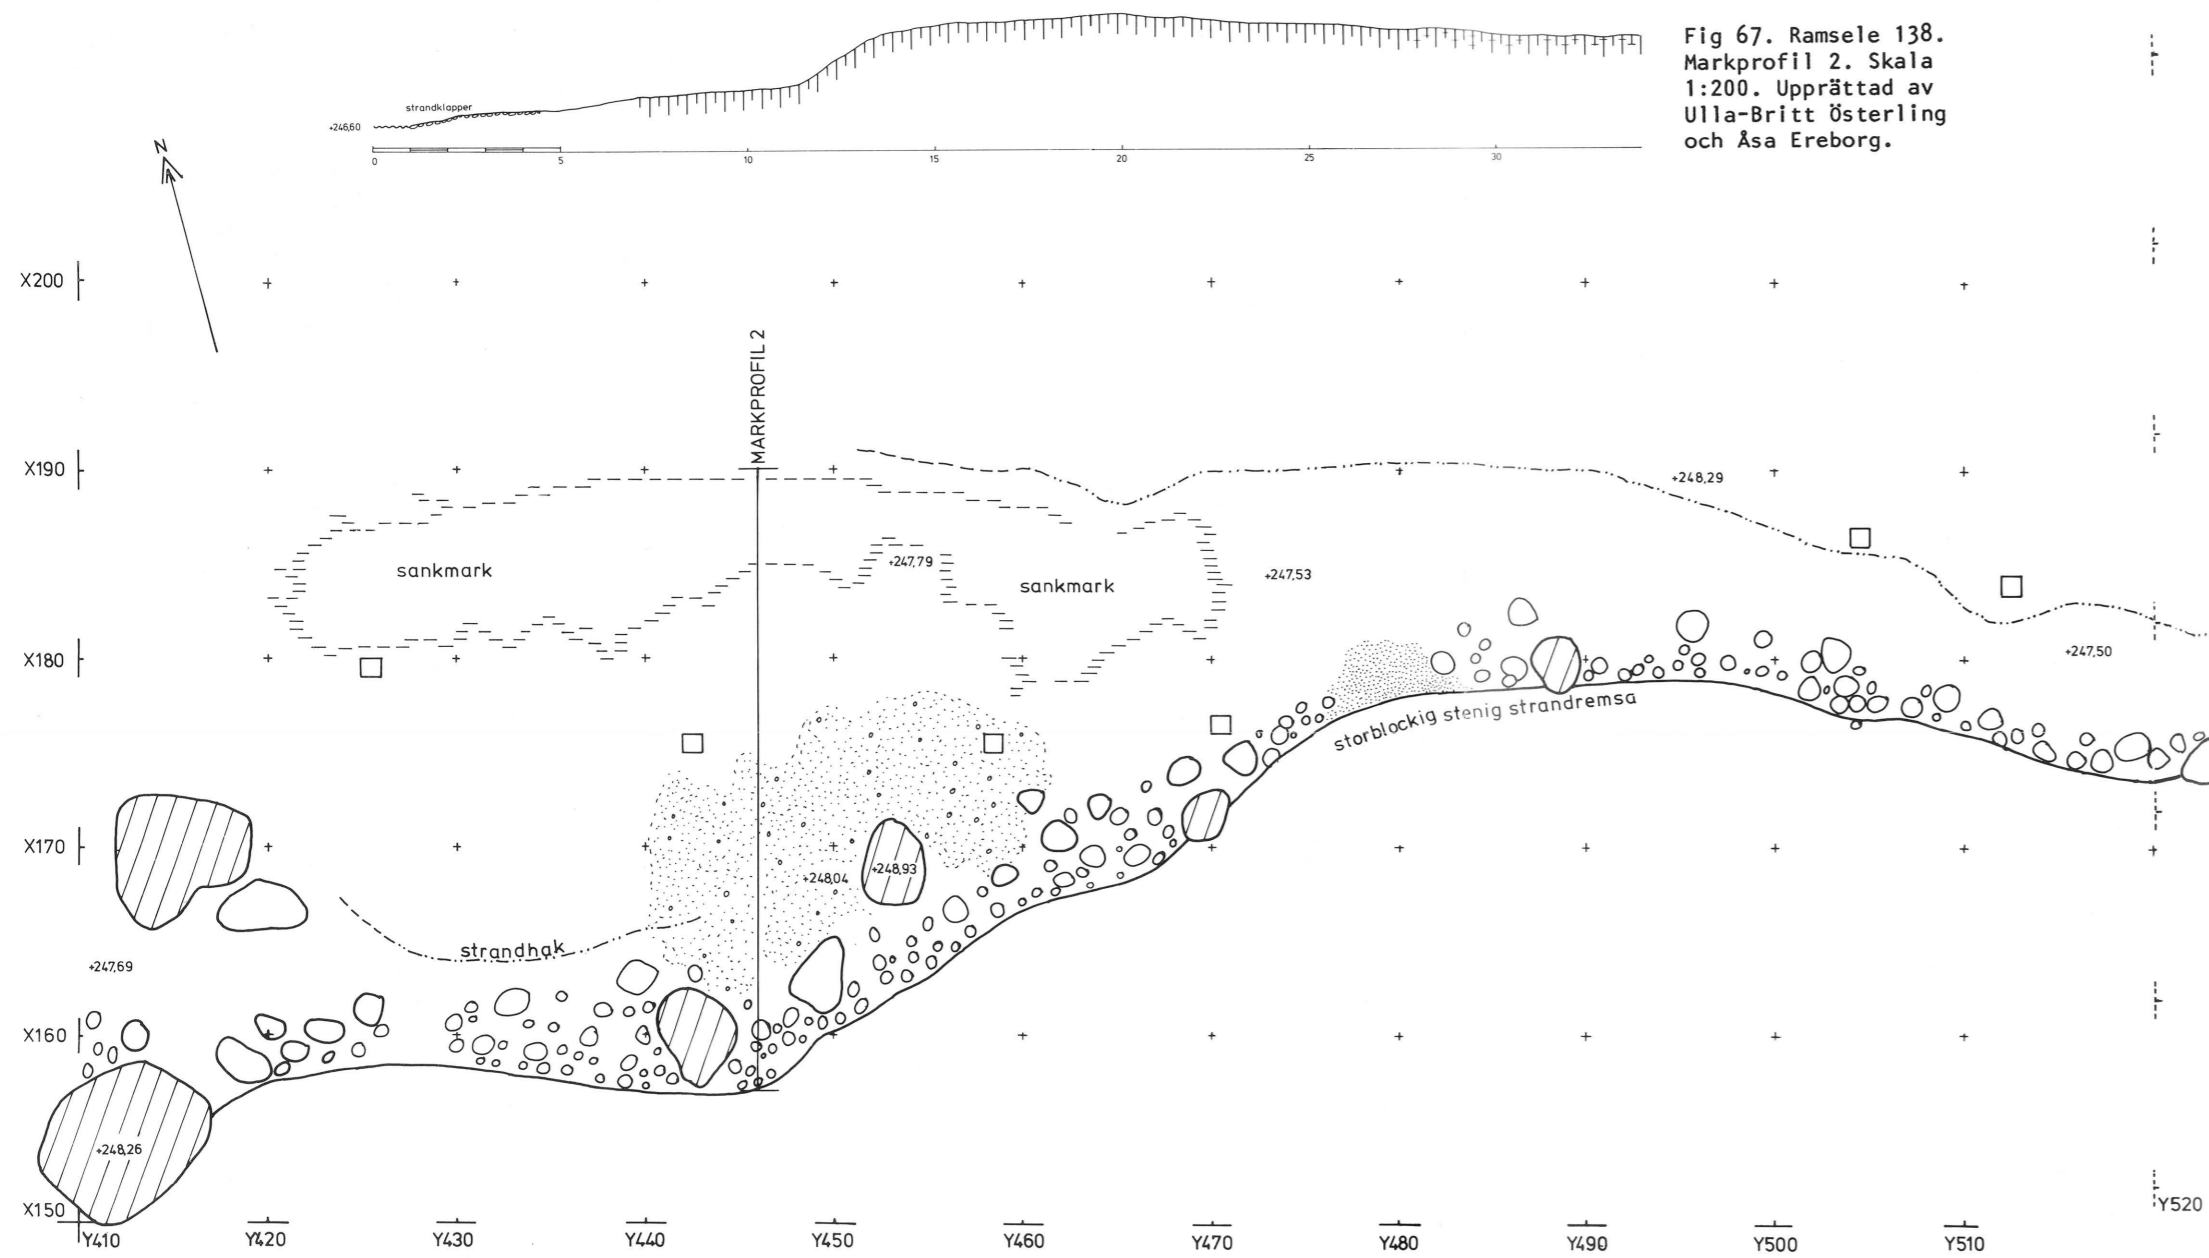 Fig 67. Ramsele 138.
Markprofil 2. Skala
1:200. Upprättad av
Ulla-Britt Österling
och Åsa Ereborg.
strandklapper
+246,60
0 5 10 15 20 25 30
N
X200
MARKPROFIL 2
X190
+248,29
sankmark
+247,79
sankmark
+247,53
X180
+247,50
storblockig stenig strandremsa
X170
+248,93
+248,04
strandhak
+247,69
X160
+248,26
X150
Y410 Y420 Y430 Y440 Y450 Y460 Y470 Y480 Y490 Y500 Y510 Y520